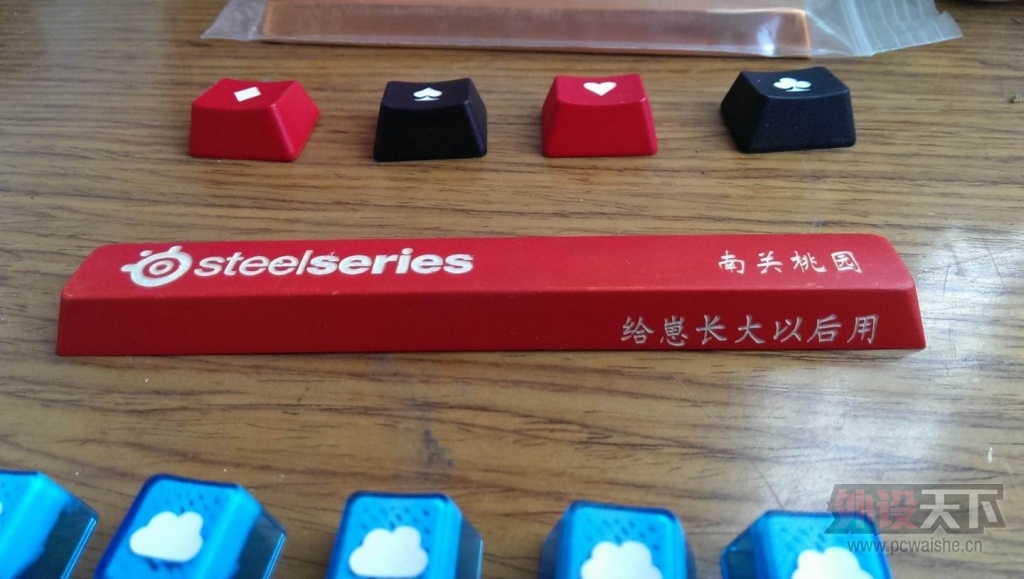 steelseries
南关桃园
给崽长大以后用
外设天下
www.pcwaishe.cn